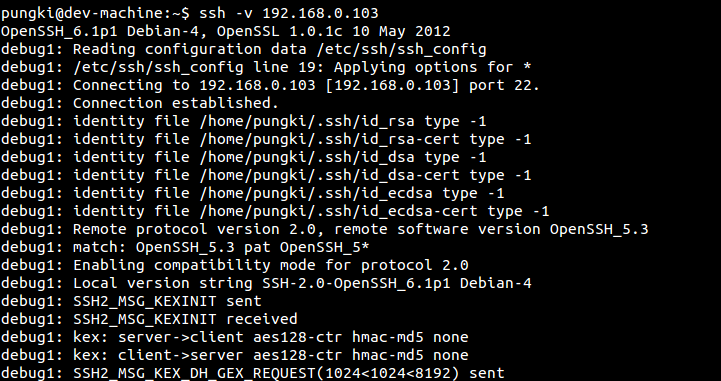 pungki@dev-machine:~$ ssh -v 192.168.0.103
OpenSSH_6.1p1 Debian-4, OpenSSL 1.0.1c 10 May 2012
debug1: Reading configuration data /etc/ssh/ssh_config
debug1: /etc/ssh/ssh_config line 19: Applying options for *
debug1: Connecting to 192.168.0.103 [192.168.0.103] port 22.
debug1: Connection established.
debug1: identity file /home/pungki/.ssh/id_rsa type -1
debug1: identity file /home/pungki/.ssh/id_rsa-cert type -1
debug1: identity file /home/pungki/.ssh/id_dsa type -1
debug1: identity file /home/pungki/.ssh/id_dsa-cert type -1
debug1: identity file /home/pungki/.ssh/id_ecdsa type -1
debug1: identity file /home/pungki/.ssh/id_ecdsa-cert type -1
debug1: Remote protocol version 2.0, remote software version OpenSSH_5.3
debug1: match: OpenSSH_5.3 pat OpenSSH_5*
debug1: Enabling compatibility mode for protocol 2.0
debug1: Local version string SSH-2.0-OpenSSH_6.1p1 Debian-4
debug1: SSH2_MSG_KEXINIT sent
debug1: SSH2_MSG_KEXINIT received
debug1: kex: server->client aes128-ctr hmac-md5 none
debug1: kex: client->server aes128-ctr hmac-md5 none
debug1: SSH2_MSG_KEX_DH_GEX_REQUEST(1024<1024<8192) sent